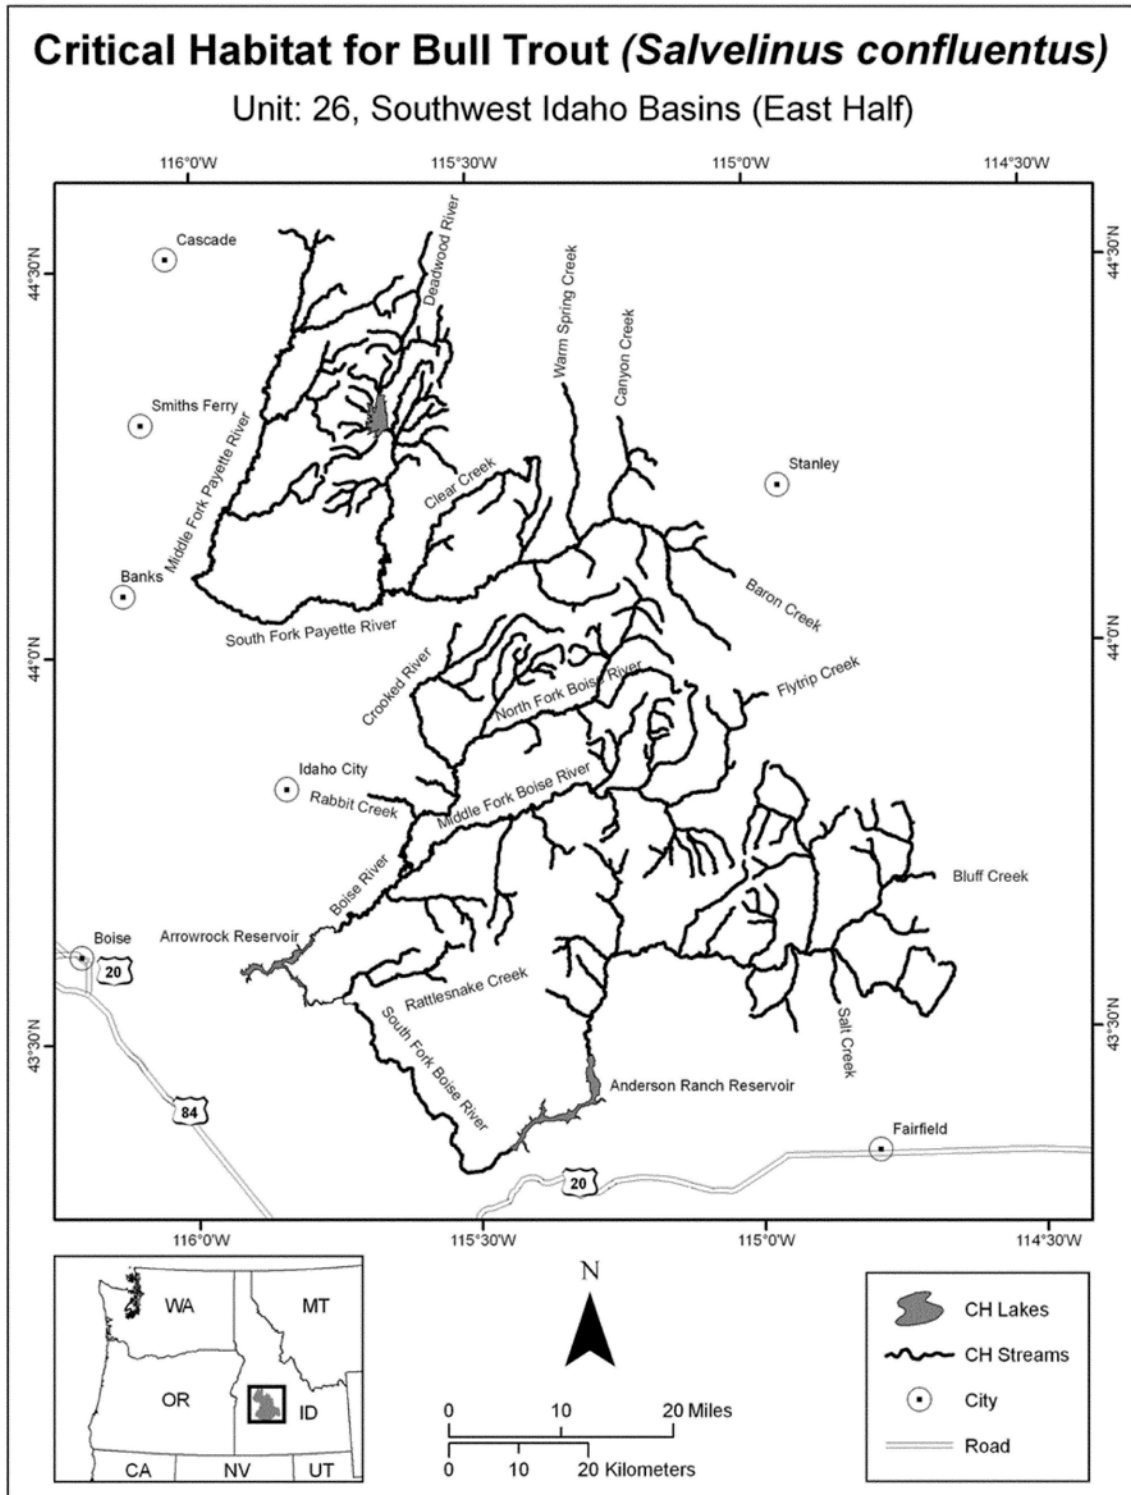 Critical Habitat for Bull Trout (Salvelinus confluentus)
Unit: 26, Southwest Idaho Basins (East Half)
116°0'W
115°30'W
115°0'W
114°30'W
Cascade
Deadwood River
44°30'N
44°30'N
Warm Spring Creek
Canyon Creek
Smiths Ferry
Middle Fork Payette River
Clear Creek
Stanley
Banks
Baron Creek
South Fork Payette River
44°0'N
44°0'N
Crooked River
North Fork Boise River
Flytrip Creek
Idaho City
Rabbit Creek
Middle Fork Boise River
Boise River
Bluff Creek
Boise
20
Arrowrock Reservoir
Rattlesnake Creek
South Fork Boise River
Salt Creek
43°30'N
43°30'N
Anderson Ranch Reservoir
84
Fairfield
20
116°0'W
115°30'W
115°0'W
114°30'W
WA
MT
OR
ID
CA
NV
UT
N
0
10
20 Miles
0
10
20 Kilometers
CH Lakes
CH Streams
City
Road